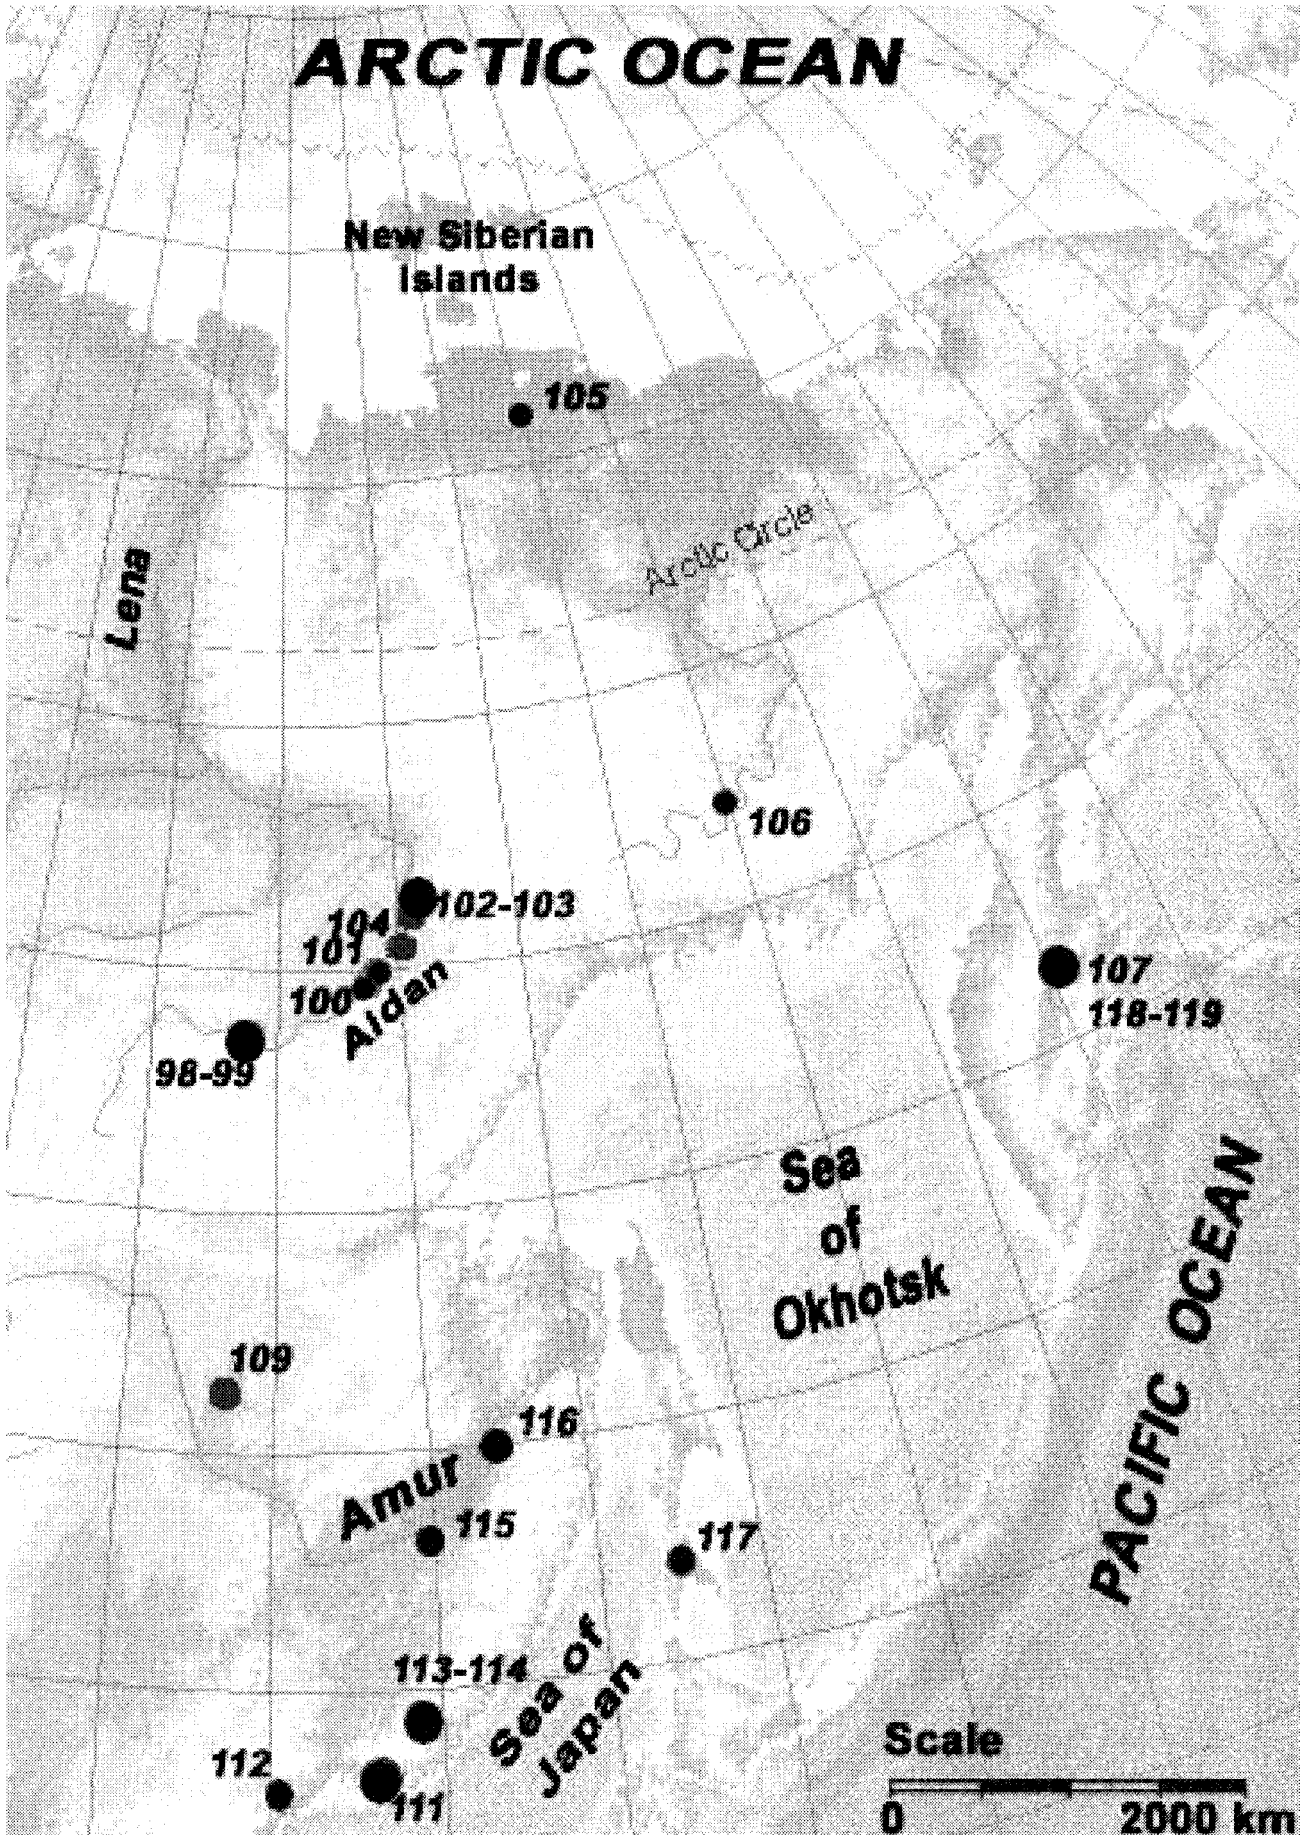 ARCTIC OCEAN
New Siberian
Islands
105
Arctic Circle
Lena
106
102-103
104
101
100
Aldan
98-99
107
118-119
Sea
of
Okhotsk
PACIFIC OCEAN
109
116
Amur
115
117
113-114
Sea of
Japan
112
111
Scale
0 2000 km